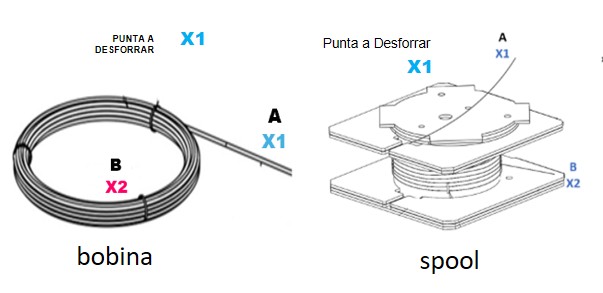 PUNTA A
DESFORRAR
X1
A
X1
B
X2
bobina
Punta a Desforrar
X1
A
X1
B
X2
spool